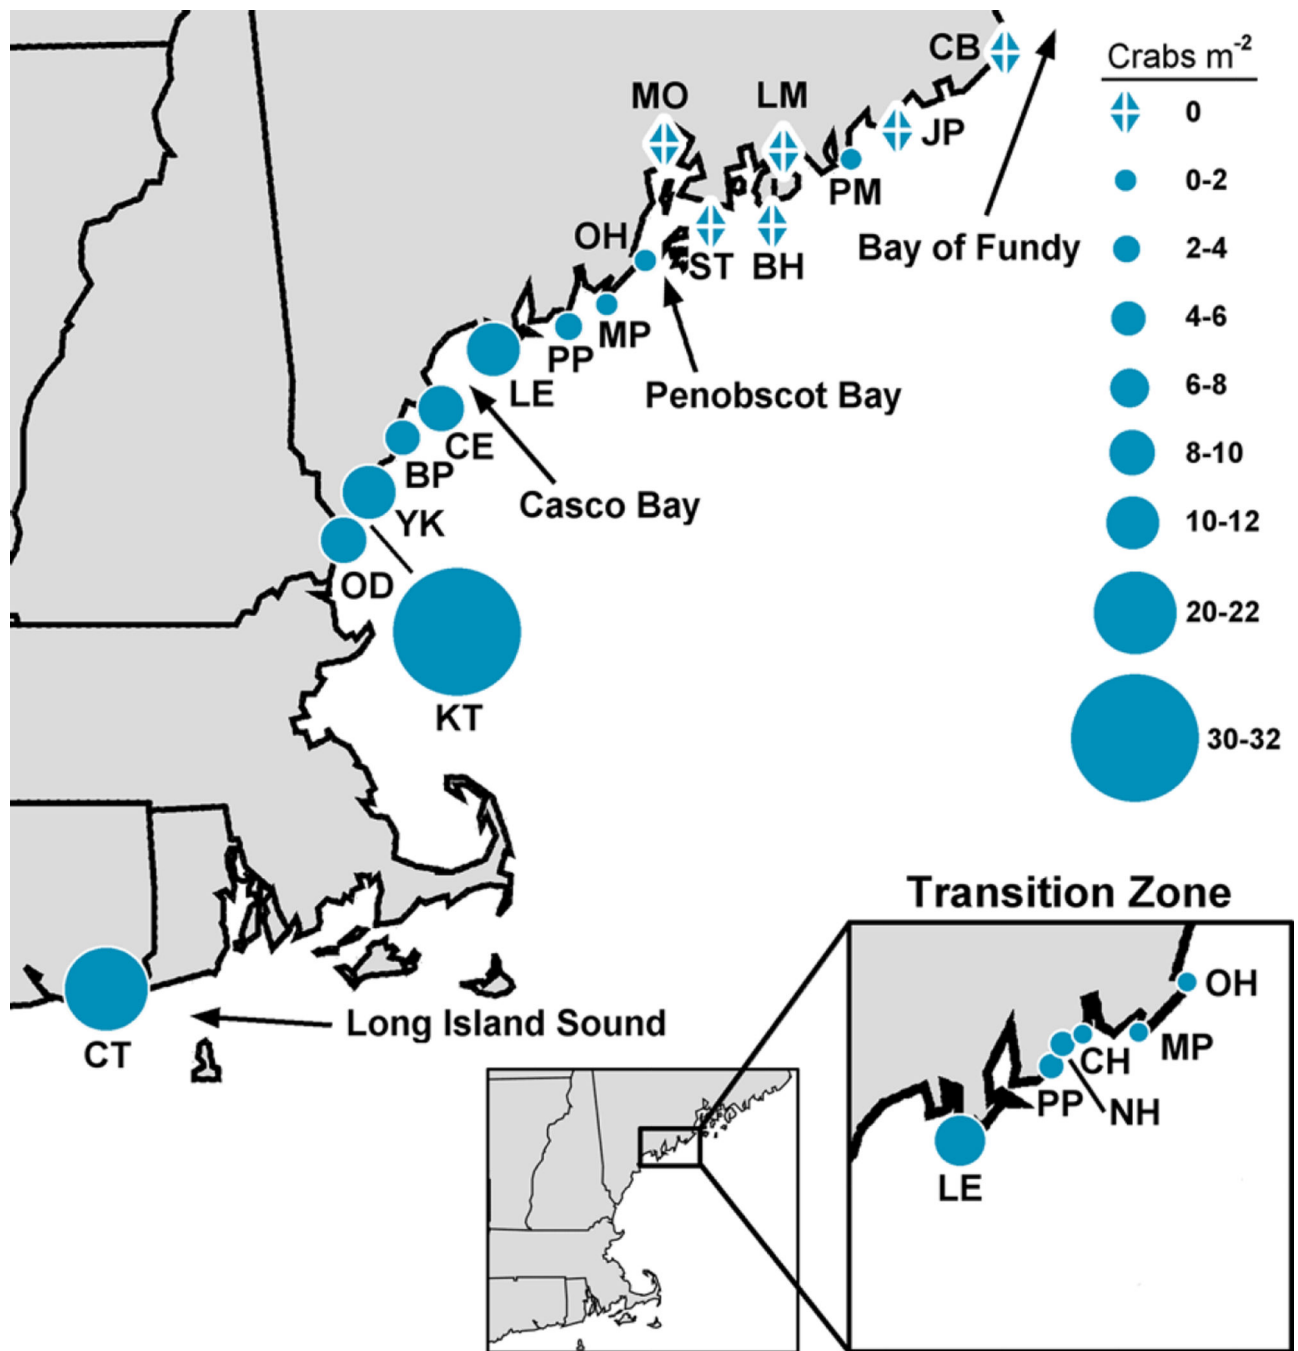 CB
MO
LM
JP
PM
OH
ST
BH
Bay of Fundy
MP
PP
LE
Penobscot Bay
CE
BP
Casco Bay
YK
OD
KT
CT
Long Island Sound
Crabs m-2
0
0-2
2-4
4-6
6-8
8-10
10-12
20-22
30-32
Transition Zone
OH
MP
CH
PP
NH
LE